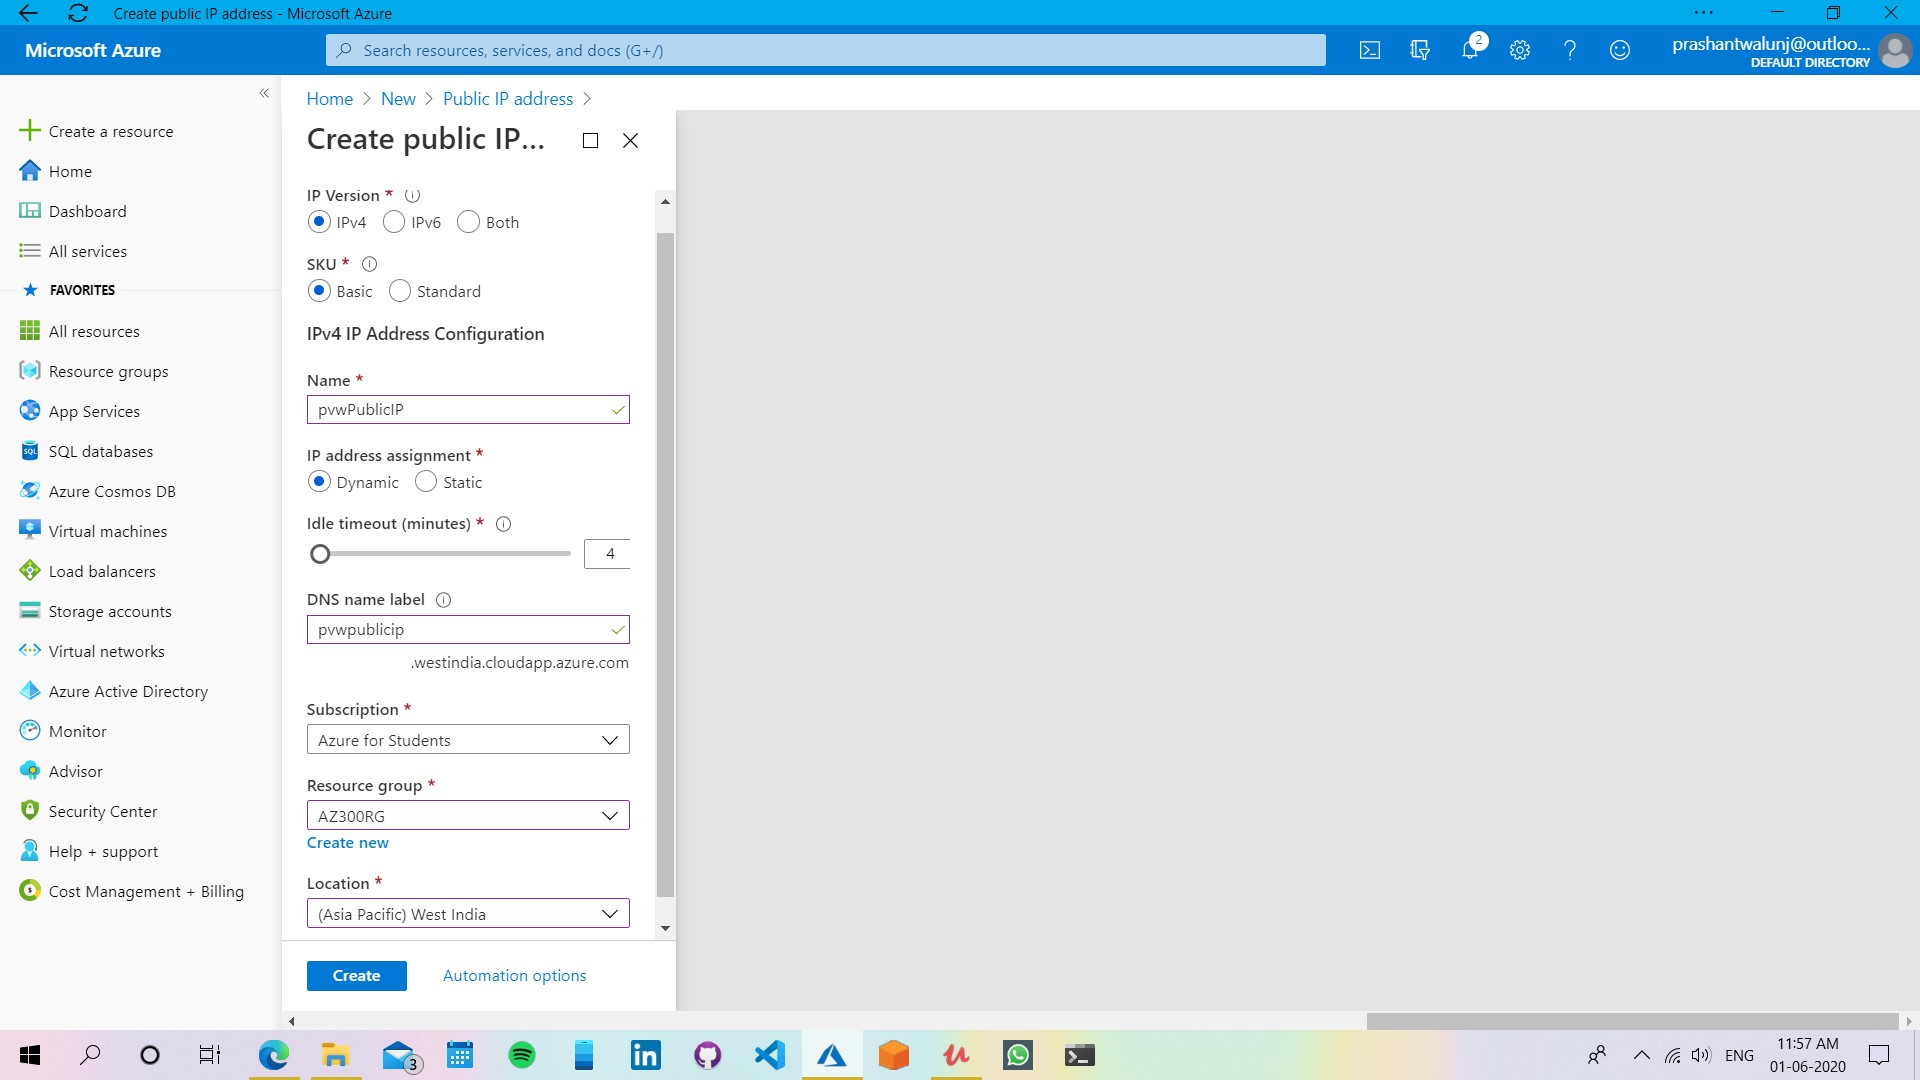 Create public IP address - Microsoft Azure
Microsoft Azure
Search resources, services, and docs (G+/)
2
prashantwalunj@outloo...
DEFAULT DIRECTORY
Home > New > Public IP address >
Create public IP...
Create a resource
Home
Dashboard
All services
FAVORITES
All resources
Resource groups
App Services
SQL databases
Azure Cosmos DB
Virtual machines
Load balancers
Storage accounts
Virtual networks
Azure Active Directory
Monitor
Advisor
Security Center
Help + support
Cost Management + Billing
IP Version *
IPv4 IPv6 Both
SKU *
Basic Standard
IPv4 IP Address Configuration
Name *
pvwPublicIP
IP address assignment *
Dynamic Static
Idle timeout (minutes) *
4
DNS name label
pvwpublicip
.westindia.cloudapp.azure.com
Subscription *
Azure for Students
Resource group *
AZ300RG
Create new
Location *
(Asia Pacific) West India
Create Automation options
3
ENG
11:57 AM
01-06-2020